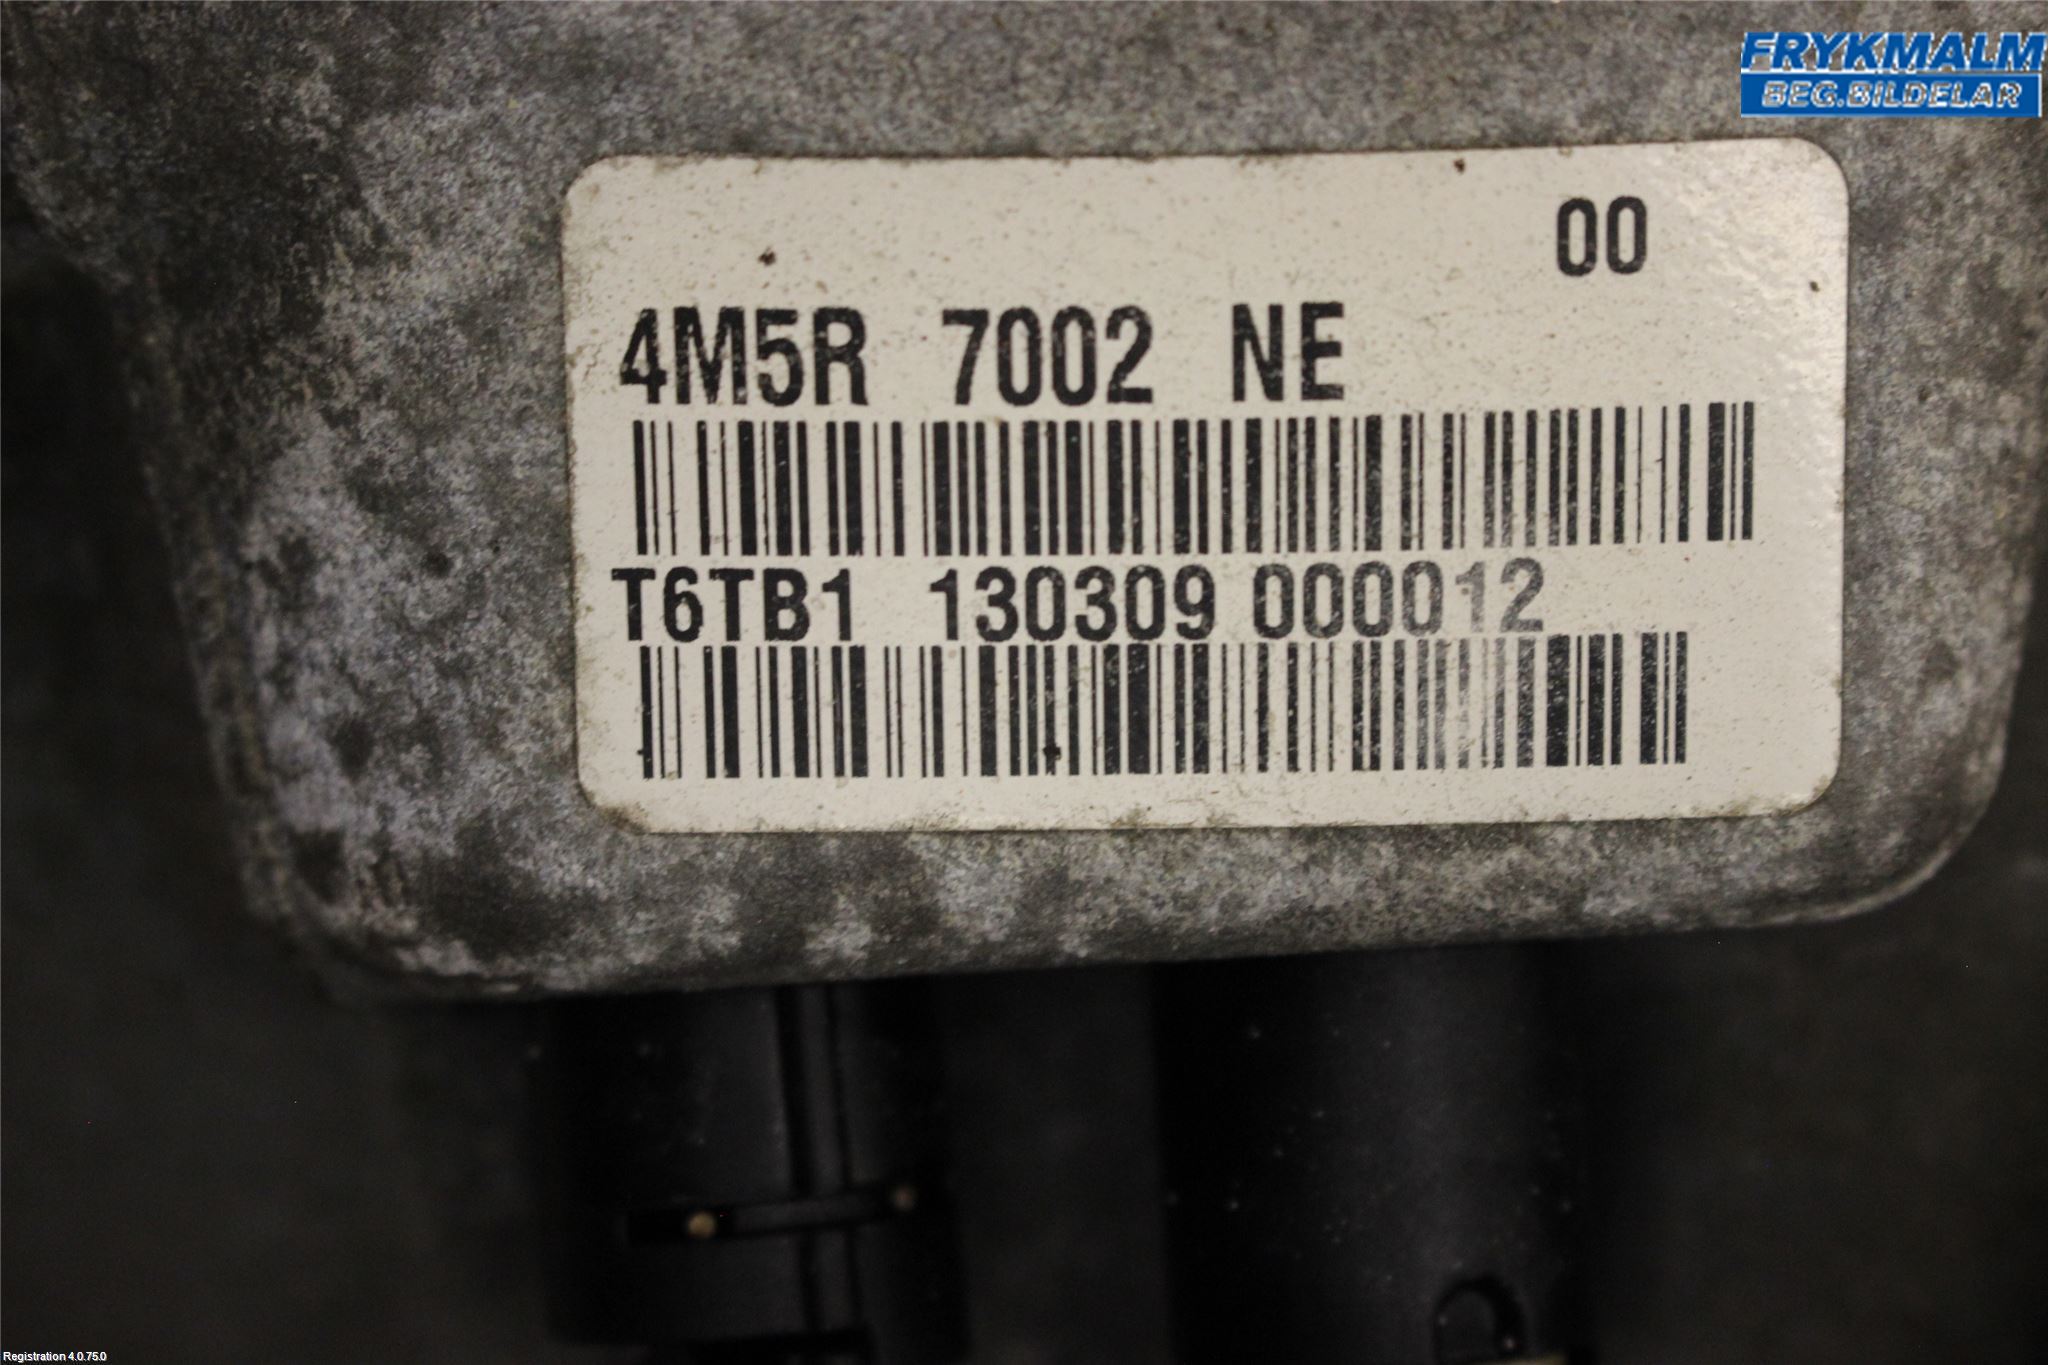 FRYKMALM
BEG.BILDELAR
00
4M5R 7002 NE
T6TB1 130309 000012
Registration 4.0.75.0